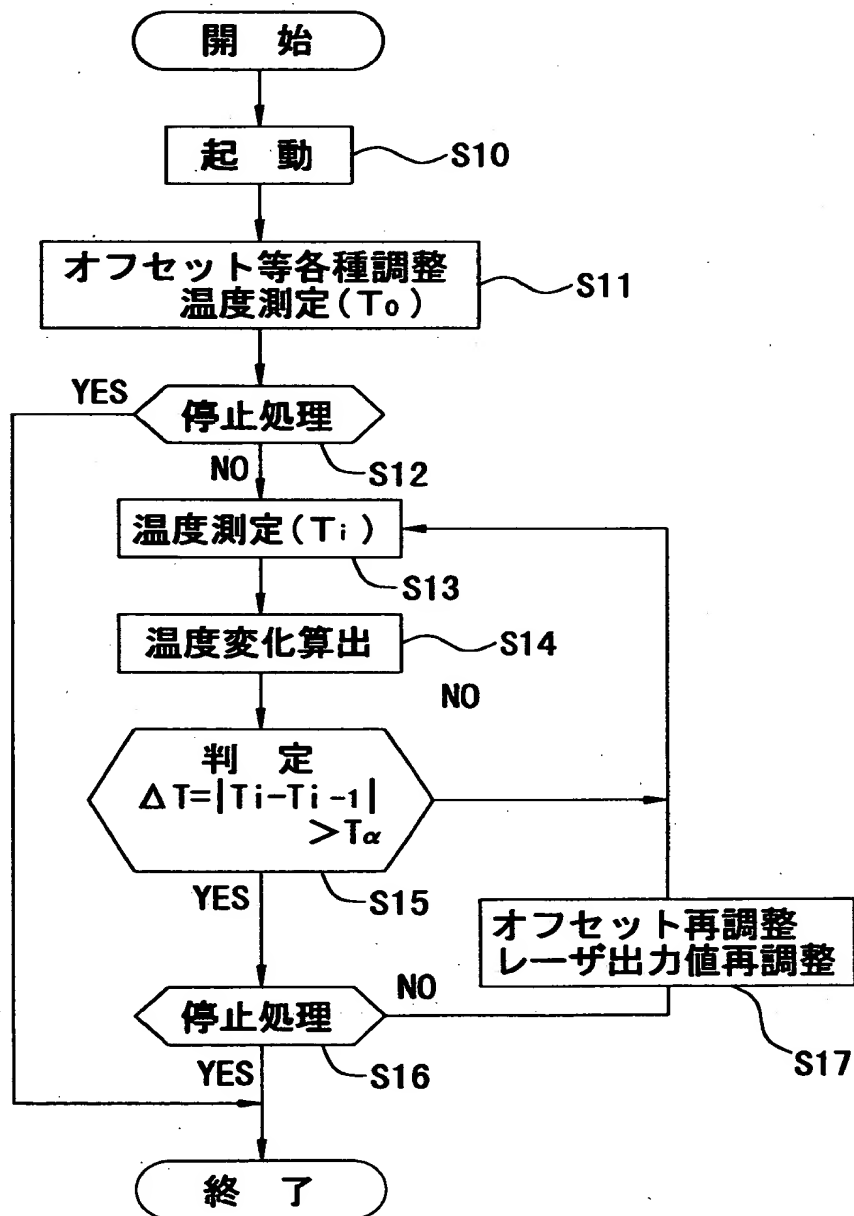 開 始
起 動
S10
オフセット等各種調整
温度測定(T0)
S11
YES
停止処理
NO
S12
温度測定(Ti)
S13
温度変化算出
S14
NO
判 定
ΔT=|Ti-Ti-1|
>Tα
YES
S15
オフセット再調整
レーザ出力値再調整
NO
停止処理
S17
YES
S16
終 了